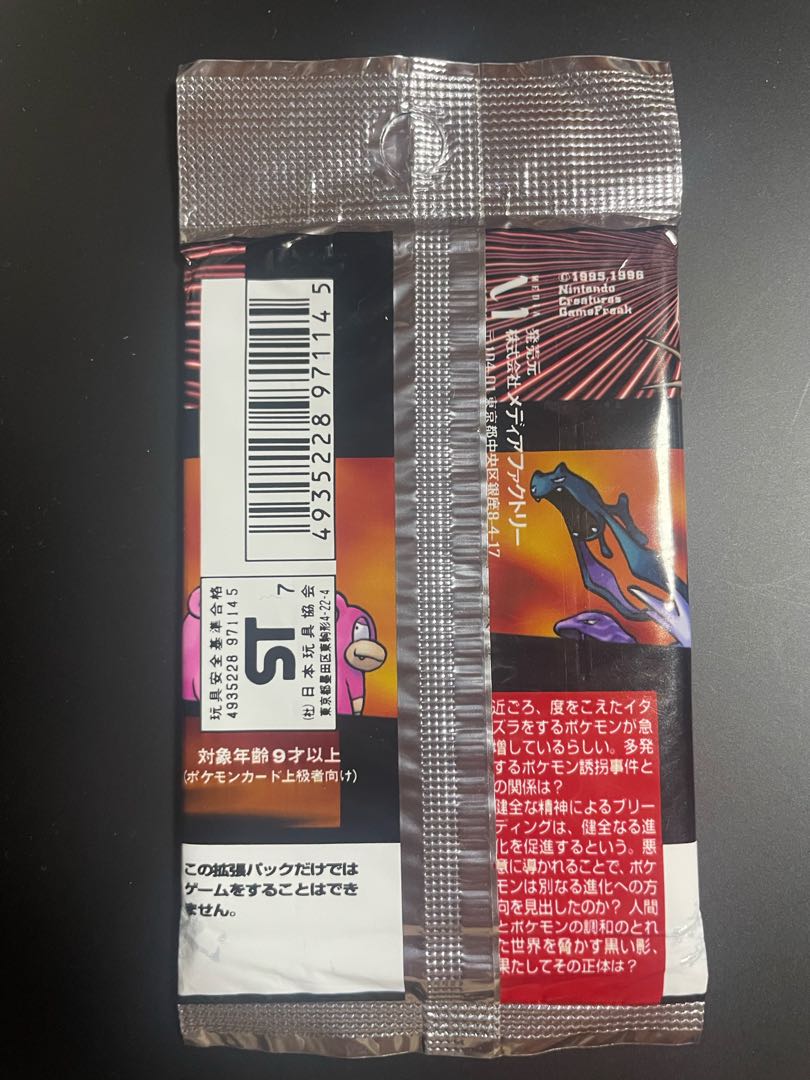 4935228971145
玩具安全基準合格
4935228 971145
ST
7
(社)日本玩具協会
東京都墨田区東駒形4-22-4
対象年齢9才以上
(ポケモンカード上級者向け)
この拡張パックだけでは
ゲームをすることはでき
ません。
©1995,1996
Nintendo
Creatures
GameFreak
MEDIA
発売元
株式会社メディアファクトリー
〒104-01 東京都中央区銀座8-4-17
近ごろ、度をこえたイタ
ズラをするポケモンが急
増しているらしい。多発
するポケモン誘拐事件と
の関係は?
健全な精神によるブリー
ディングは、健全なる進
化を促進するという。悪
意に導かれることで、ポケ
モンは別なる進化への方
向を見出したのか? 人間
とポケモンの調和のとれ
た世界を脅かす黒い影、
果たしてその正体は?